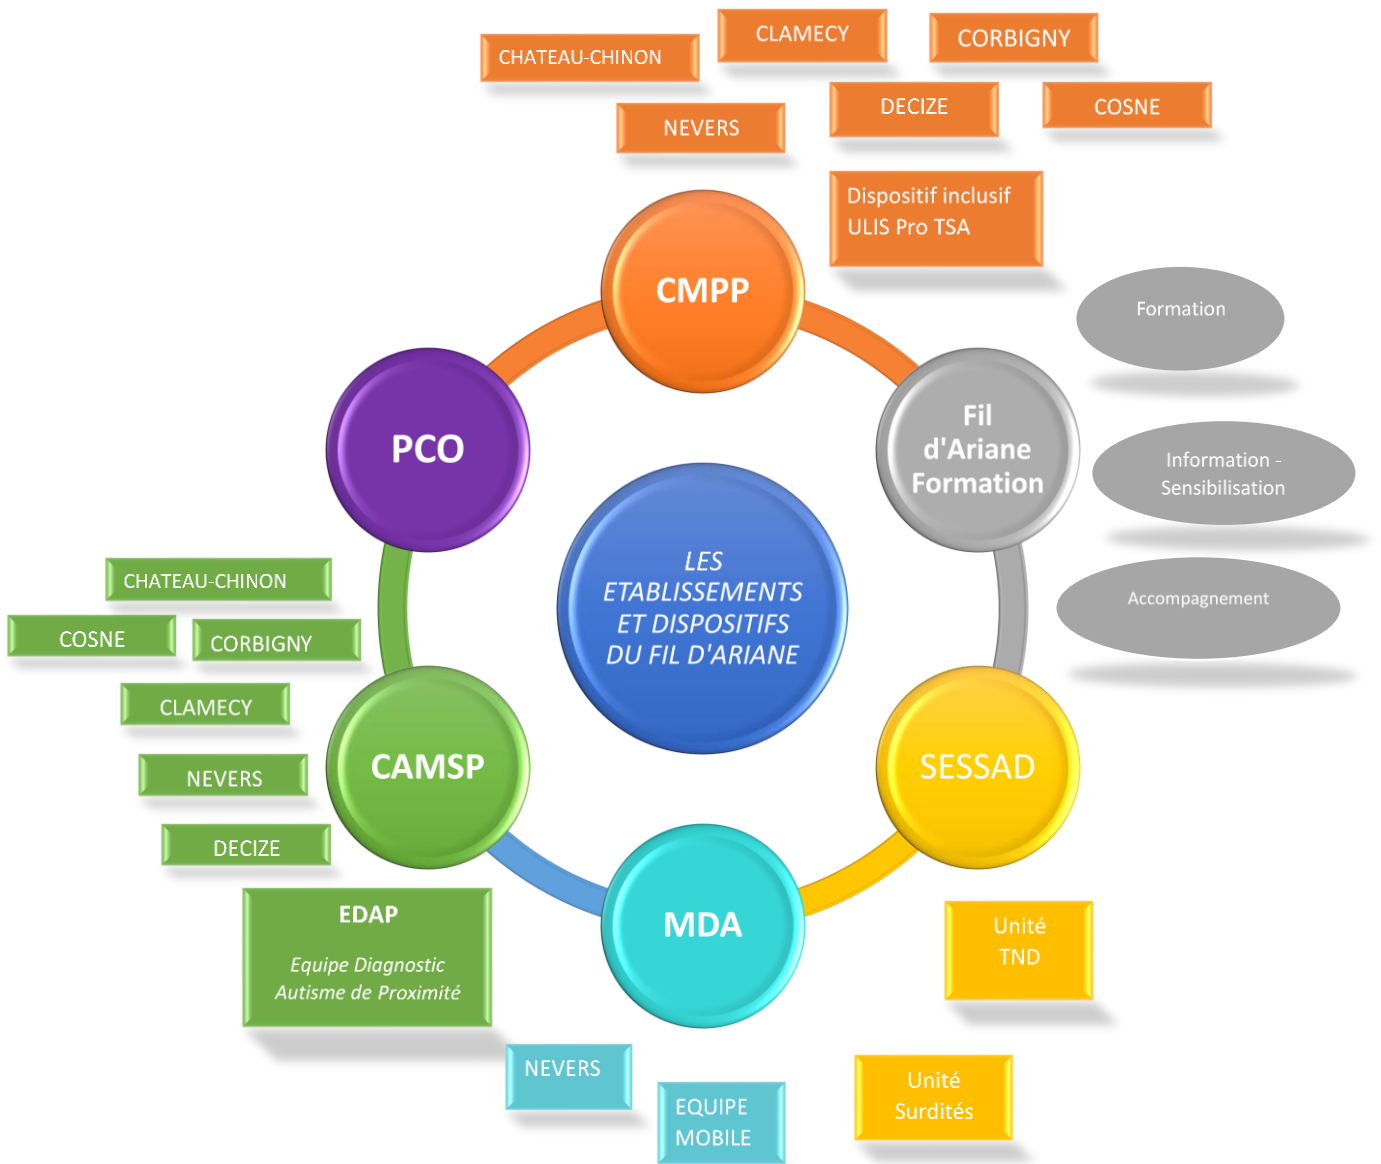 CLAMECY
CORBIGNY
CHATEAU-CHINON
DECIZE
COSNE
NEVERS
Dispositif inclusif
ULIS Pro TSA
CMPP
Formation
Fil
d'Ariane
Formation
PCO
Information -
Sensibilisation
LES
ETABLISSEMENTS
ET DISPOSITIFS
DU FIL D'ARIANE
Accompagnement
CHATEAU-CHINON
COSNE
CORBIGNY
CLAMECY
NEVERS
DECIZE
CAMSP
SESSAD
MDA
EDAP
Equipe Diagnostic
Autisme de Proximité
Unité
TND
NEVERS
EQUIPE
MOBILE
Unité
Surdités